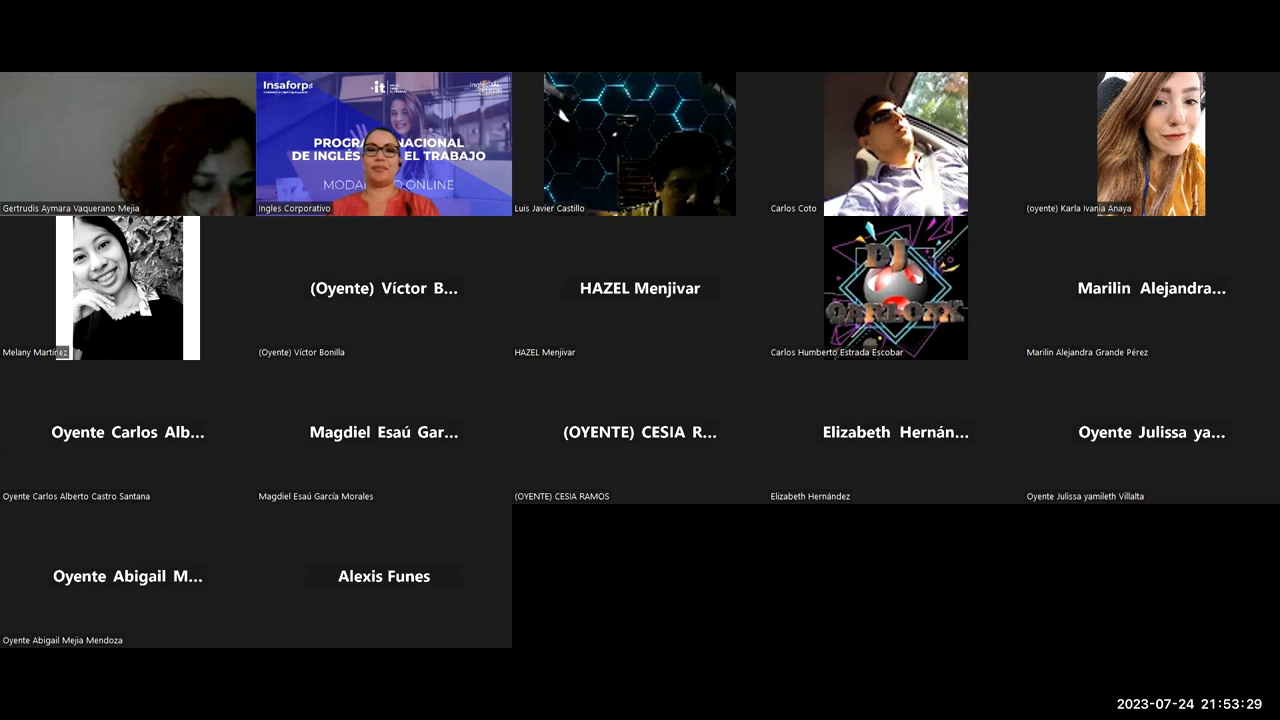 Insaforp
it
PROGRA NACIONAL
DE INGLÉS EL TRABAJO
MODA D ONLINE
Gertrudis Aymara Vaquerano Mejia
Ingles Corporativo
Luis Javier Castillo
Carlos Coto
(oyente) Karla Ivania Anaya
DJ
(Oyente) Víctor B...
HAZEL Menjivar
Marilin Alejandra...
Melany Martínez
(Oyente) Víctor Bonilla
HAZEL Menjivar
Carlos Humberto Estrada Escobar
Marilin Alejandra Grande Pérez
Oyente Carlos Alb...
Magdiel Esaú Gar...
(OYENTE) CESIA R...
Elizabeth Hernán...
Oyente Julissa ya...
Oyente Carlos Alberto Castro Santana
Magdiel Esaú García Morales
(OYENTE) CESIA RAMOS
Elizabeth Hernández
Oyente Julissa yamileth Villalta
Oyente Abigail M...
Alexis Funes
Oyente Abigail Mejia Mendoza
2023-07-24 21:53:29